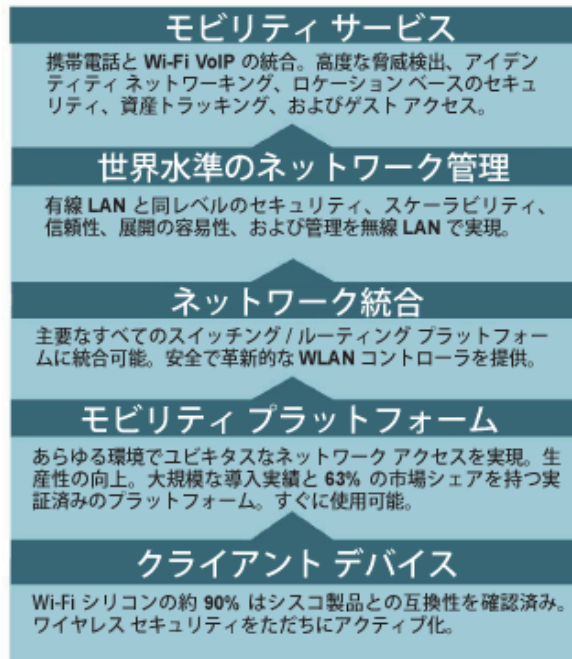 モビリティ サービス
携帯電話と Wi-Fi VoIP の統合。高度な脅威検出、アイデン
ティティ ネットワーキング、ロケーション ベースのセキュ
リティ、資産トラッキング、およびゲスト アクセス。
世界水準のネットワーク管理
有線 LAN と同レベルのセキュリティ、スケーラビリティ、
信頼性、展開の容易性、および管理を無線 LAN で実現。
ネットワーク統合
主要なすべてのスイッチング / ルーティング プラットフォー
ムに統合可能。安全で革新的な WLAN コントローラを提供。
モビリティ プラットフォーム
あらゆる環境でユビキタスなネットワーク アクセスを実現。生
産性の向上。大規模な導入実績と 63% の市場シェアを持つ実
証済みのプラットフォーム。すぐに使用可能。
クライアント デバイス
Wi-Fi シリコンの約 90% はシスコ製品との互換性を確認済み。
ワイヤレス セキュリティをただちにアクティブ化。